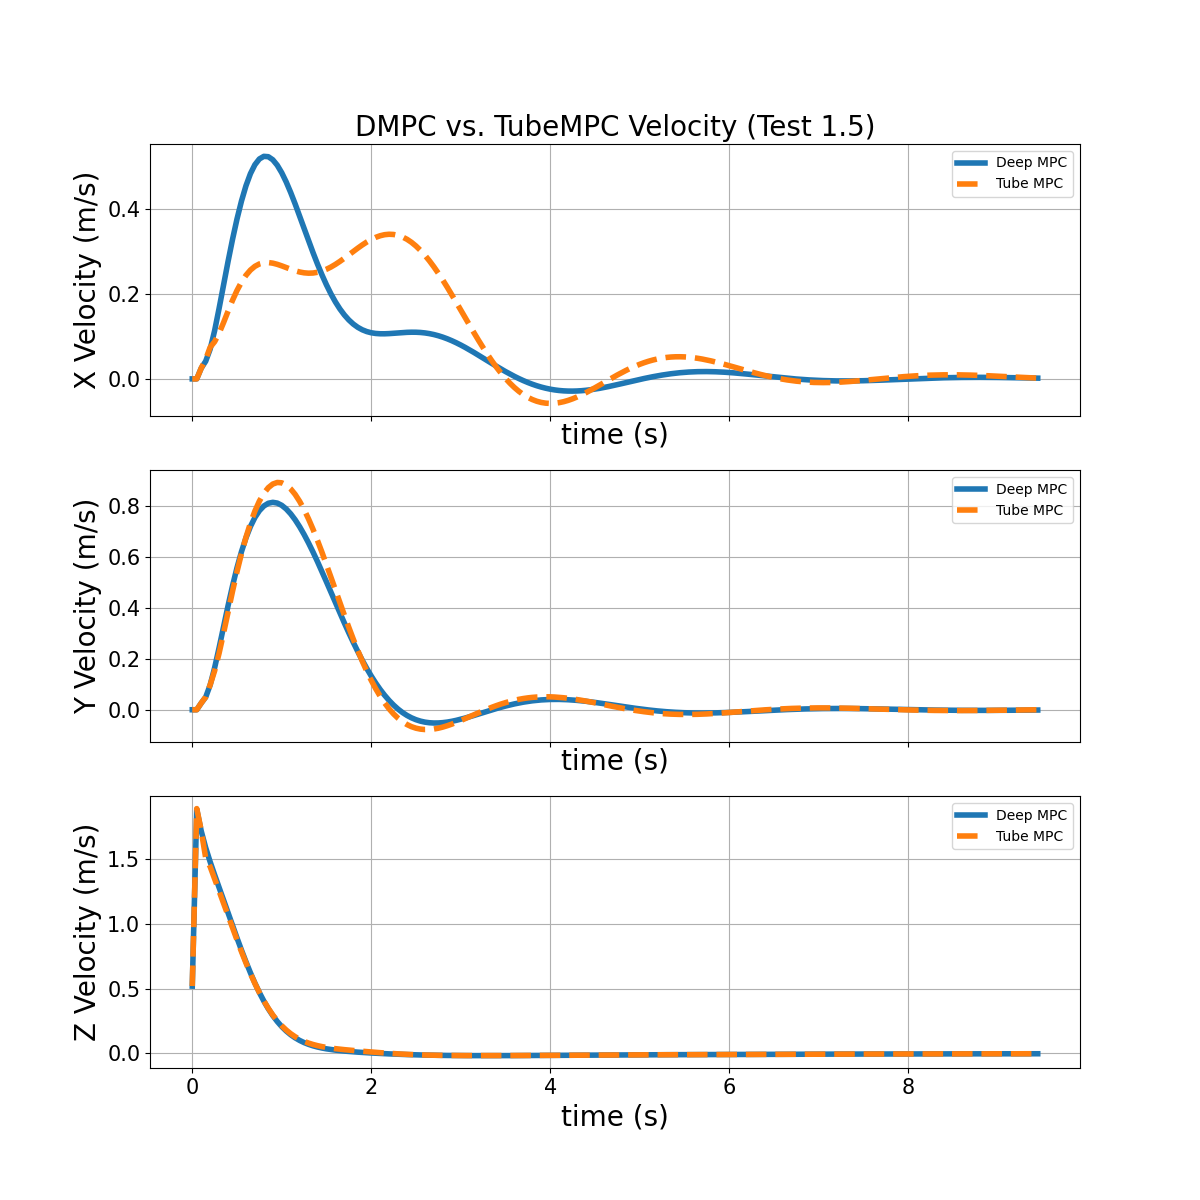 DMPC vs. TubeMPC Velocity (Test 1.5)
X Velocity (m/s)
0.4
0.2
0.0
Deep MPC
Tube MPC
time (s)
Y Velocity (m/s)
0.8
0.6
0.4
0.2
0.0
Deep MPC
Tube MPC
time (s)
Z Velocity (m/s)
1.5
1.0
0.5
0.0
Deep MPC
Tube MPC
0 2 4 6 8
time (s)